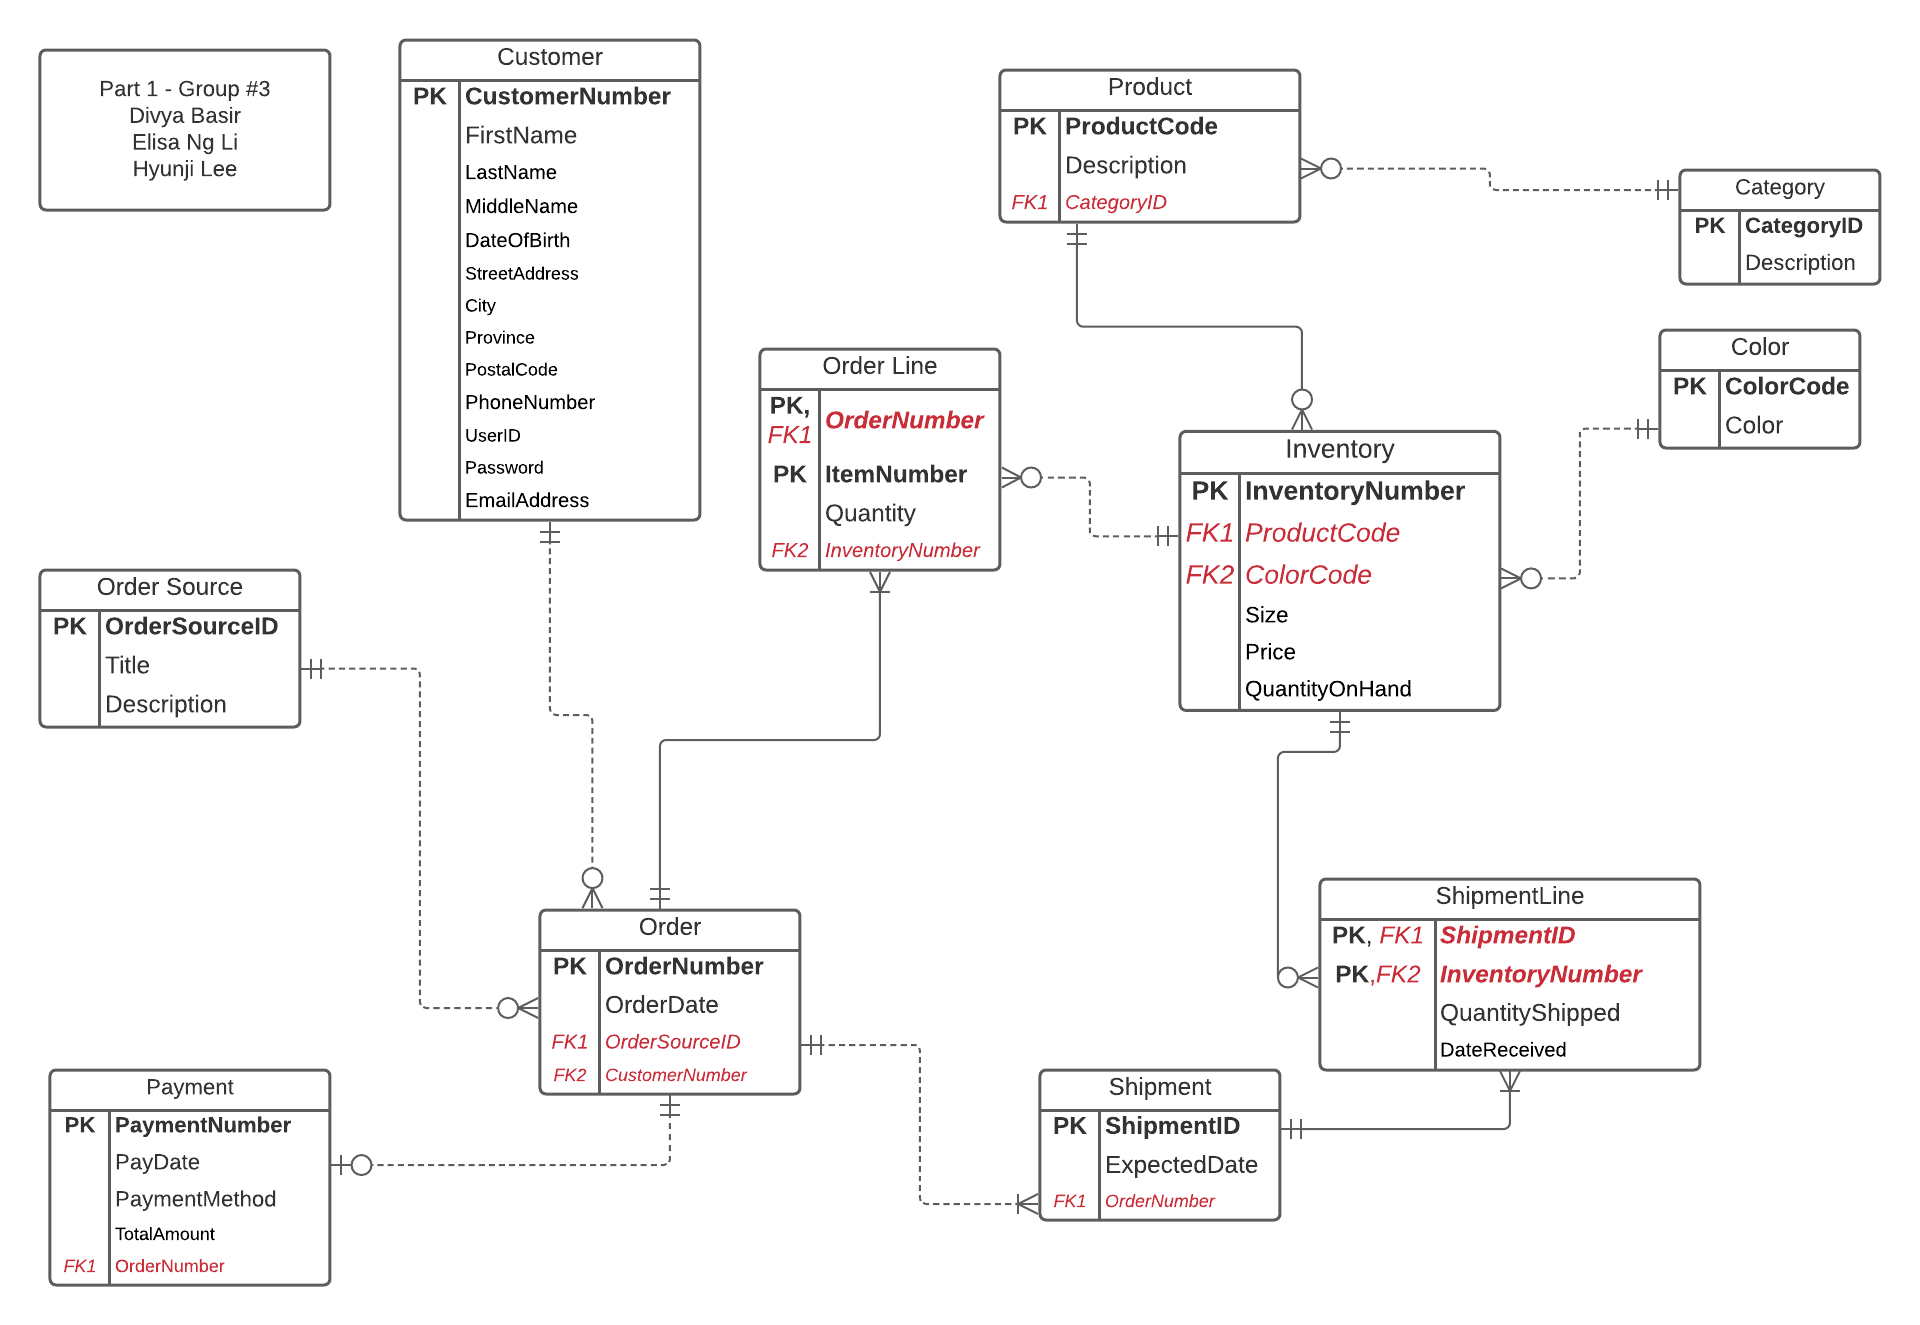 Part 1 - Group #3
Divya Basir
Elisa Ng Li
Hyunji Lee
Customer
PK CustomerNumber
FirstName
LastName
MiddleName
DateOfBirth
StreetAddress
City
Province
PostalCode
PhoneNumber
UserID
Password
EmailAddress
Product
PK ProductCode
Description
FK1 CategoryID
Category
PK CategoryID
Description
Color
PK ColorCode
Color
Order Line
PK, FK1 OrderNumber
PK ItemNumber
Quantity
FK2 InventoryNumber
Inventory
PK InventoryNumber
FK1 ProductCode
FK2 ColorCode
Size
Price
QuantityOnHand
Order Source
PK OrderSourceID
Title
Description
Order
PK OrderNumber
OrderDate
FK1 OrderSourceID
FK2 CustomerNumber
ShipmentLine
PK, FK1 ShipmentID
PK,FK2 InventoryNumber
QuantityShipped
DateReceived
Payment
PK PaymentNumber
PayDate
PaymentMethod
TotalAmount
FK1 OrderNumber
Shipment
PK ShipmentID
ExpectedDate
FK1 OrderNumber